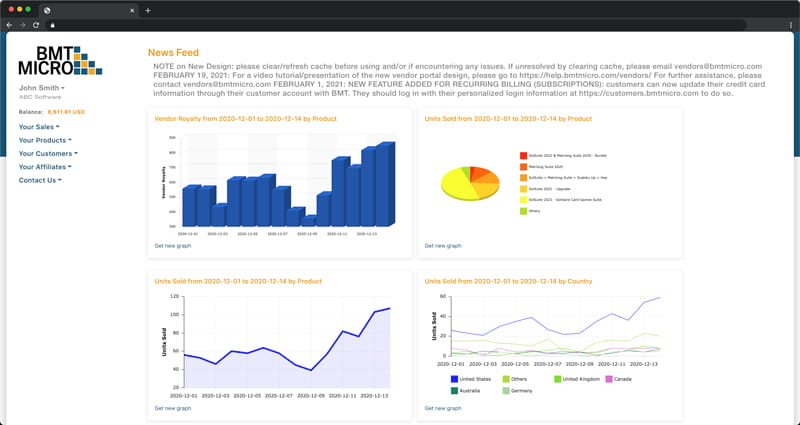 BMT
MICRO
John Smith
ABC Software
Balance: 8,611.81 USD
Your Sales
Your Products
Your Customers
Your Affiliates
Contact Us
News Feed
NOTE on New Design: please clear/refresh cache before using and/or if encountering any issues. If unresolved by clearing cache, please email vendors@bmtmicro.com
FEBRUARY 19, 2021: For a video tutorial/presentation of the new vendor portal design, please go to https://help.bmtmicro.com/vendors/ For further assistance, please
contact vendors@bmtmicro.com FEBRUARY 1, 2021: NEW FEATURE ADDED FOR RECURRING BILLING (SUBSCRIPTIONS): customers can now update their credit card
information through their customer account with BMT. They should log in with their personalized login information at https://customers.bmtmicro.com to do so.
Vendor Royalty from 2020-12-01 to 2020-12-14 by Product
Vendor Royalty
900
800
700
600
500
400
300
2020-12-01 2020-12-03 2020-12-05 2020-12-07 2020-12-09 2020-12-11 2020-12-13
Get new graph
Units Sold from 2020-12-01 to 2020-12-14 by Product
SolSuite 2021 & MahJong Suite 2020 - Bundle
MahJong Suite 2020
SolSuite + MahJong Suite + Sudoku Up + Hex
SolSuite 2021 - Upgrade
SolSuite 2021 - Solitaire Card Games Suite
Others
Get new graph
Units Sold from 2020-12-01 to 2020-12-14 by Product
Units Sold
120
100
80
60
40
20
2020-12-01 2020-12-03 2020-12-05 2020-12-07 2020-12-09 2020-12-11 2020-12-13
Get new graph
Units Sold from 2020-12-01 to 2020-12-14 by Country
Units Sold
60
50
40
30
20
10
0
2020-12-01 2020-12-03 2020-12-05 2020-12-07 2020-12-09 2020-12-11 2020-12-13
United States Others United Kingdom Canada
Australia Germany
Get new graph